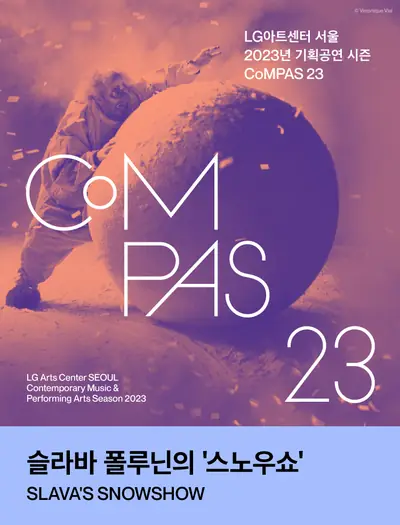 © Veronique Vial
LG아트센터 서울
2023년 기획공연 시즌
CoMPAS 23
CoM
PAS
23
LG Arts Center SEOUL
Contemporary Music &
Performing Arts Season 2023
슬라바 폴루닌의 '스노우쇼'
SLAVA'S SNOWSHOW